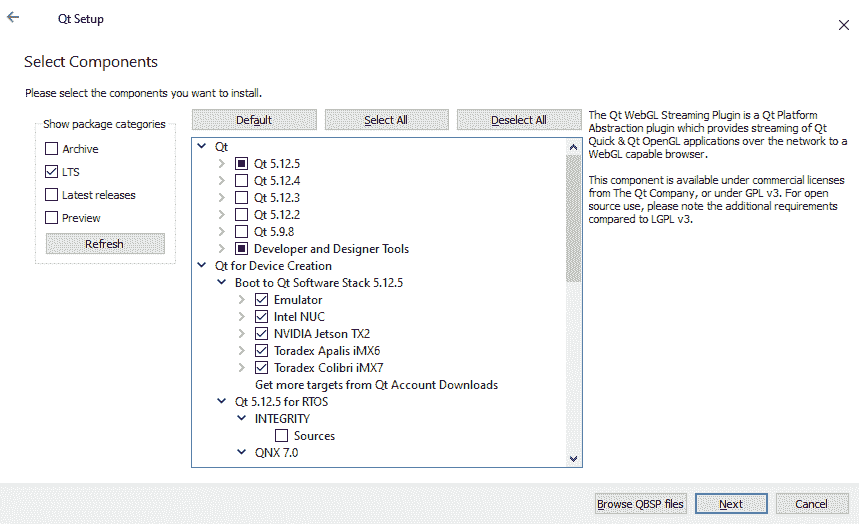 Qt Setup
Select Components
Please select the components you want to install.
Show package categories
Archive
LTS
Latest releases
Preview
Refresh
Default
Select All
Deselect All
Qt
Qt 5.12.5
Qt 5.12.4
Qt 5.12.3
Qt 5.12.2
Qt 5.9.8
Developer and Designer Tools
Qt for Device Creation
Boot to Qt Software Stack 5.12.5
Emulator
Intel NUC
NVIDIA Jetson TX2
Toradex Apalis iMX6
Toradex Colibri iMX7
Get more targets from Qt Account Downloads
Qt 5.12.5 for RTOS
INTEGRITY
Sources
QNX 7.0
The Qt WebGL Streaming Plugin is a Qt Platform
Abstraction plugin which provides streaming of Qt
Quick & Qt OpenGL applications over the network to a
WebGL capable browser.
This component is available under commercial licenses
from The Qt Company, or under GPL v3. For open
source use, please note the additional requirements
compared to LGPL v3.
Browse QBSP files
Next
Cancel